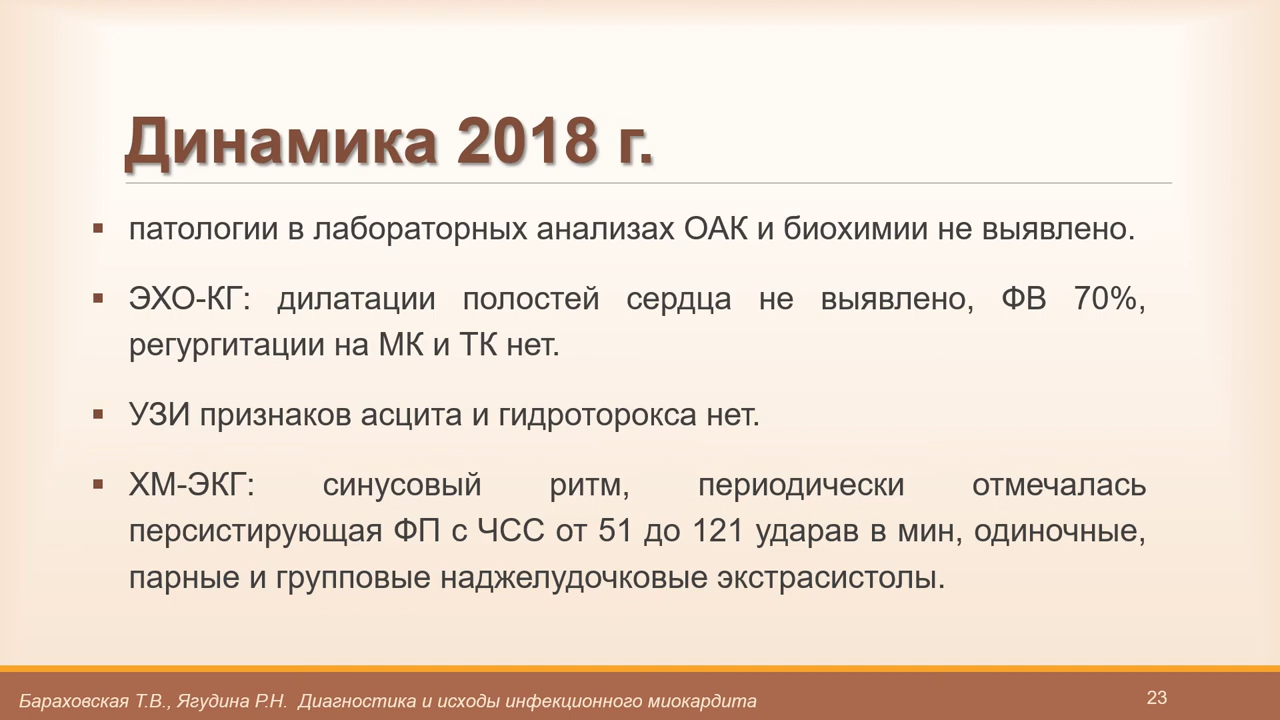 Динамика 2018 г.
▪ патологии в лабораторных анализах ОАК и биохимии не выявлено.
▪ ЭХО-КГ: дилатации полостей сердца не выявлено, ФВ 70%,
регургитации на МК и ТК нет.
▪ УЗИ признаков асцита и гидроторокса нет.
▪ ХМ-ЭКГ: синусовый ритм, периодически отмечалась
персистирующая ФП с ЧСС от 51 до 121 ударав в мин, одиночные,
парные и групповые наджелудочковые экстрасистолы.
Бараховская Т.В., Ягудина Р.Н. Диагностика и исходы инфекционного миокардита
23